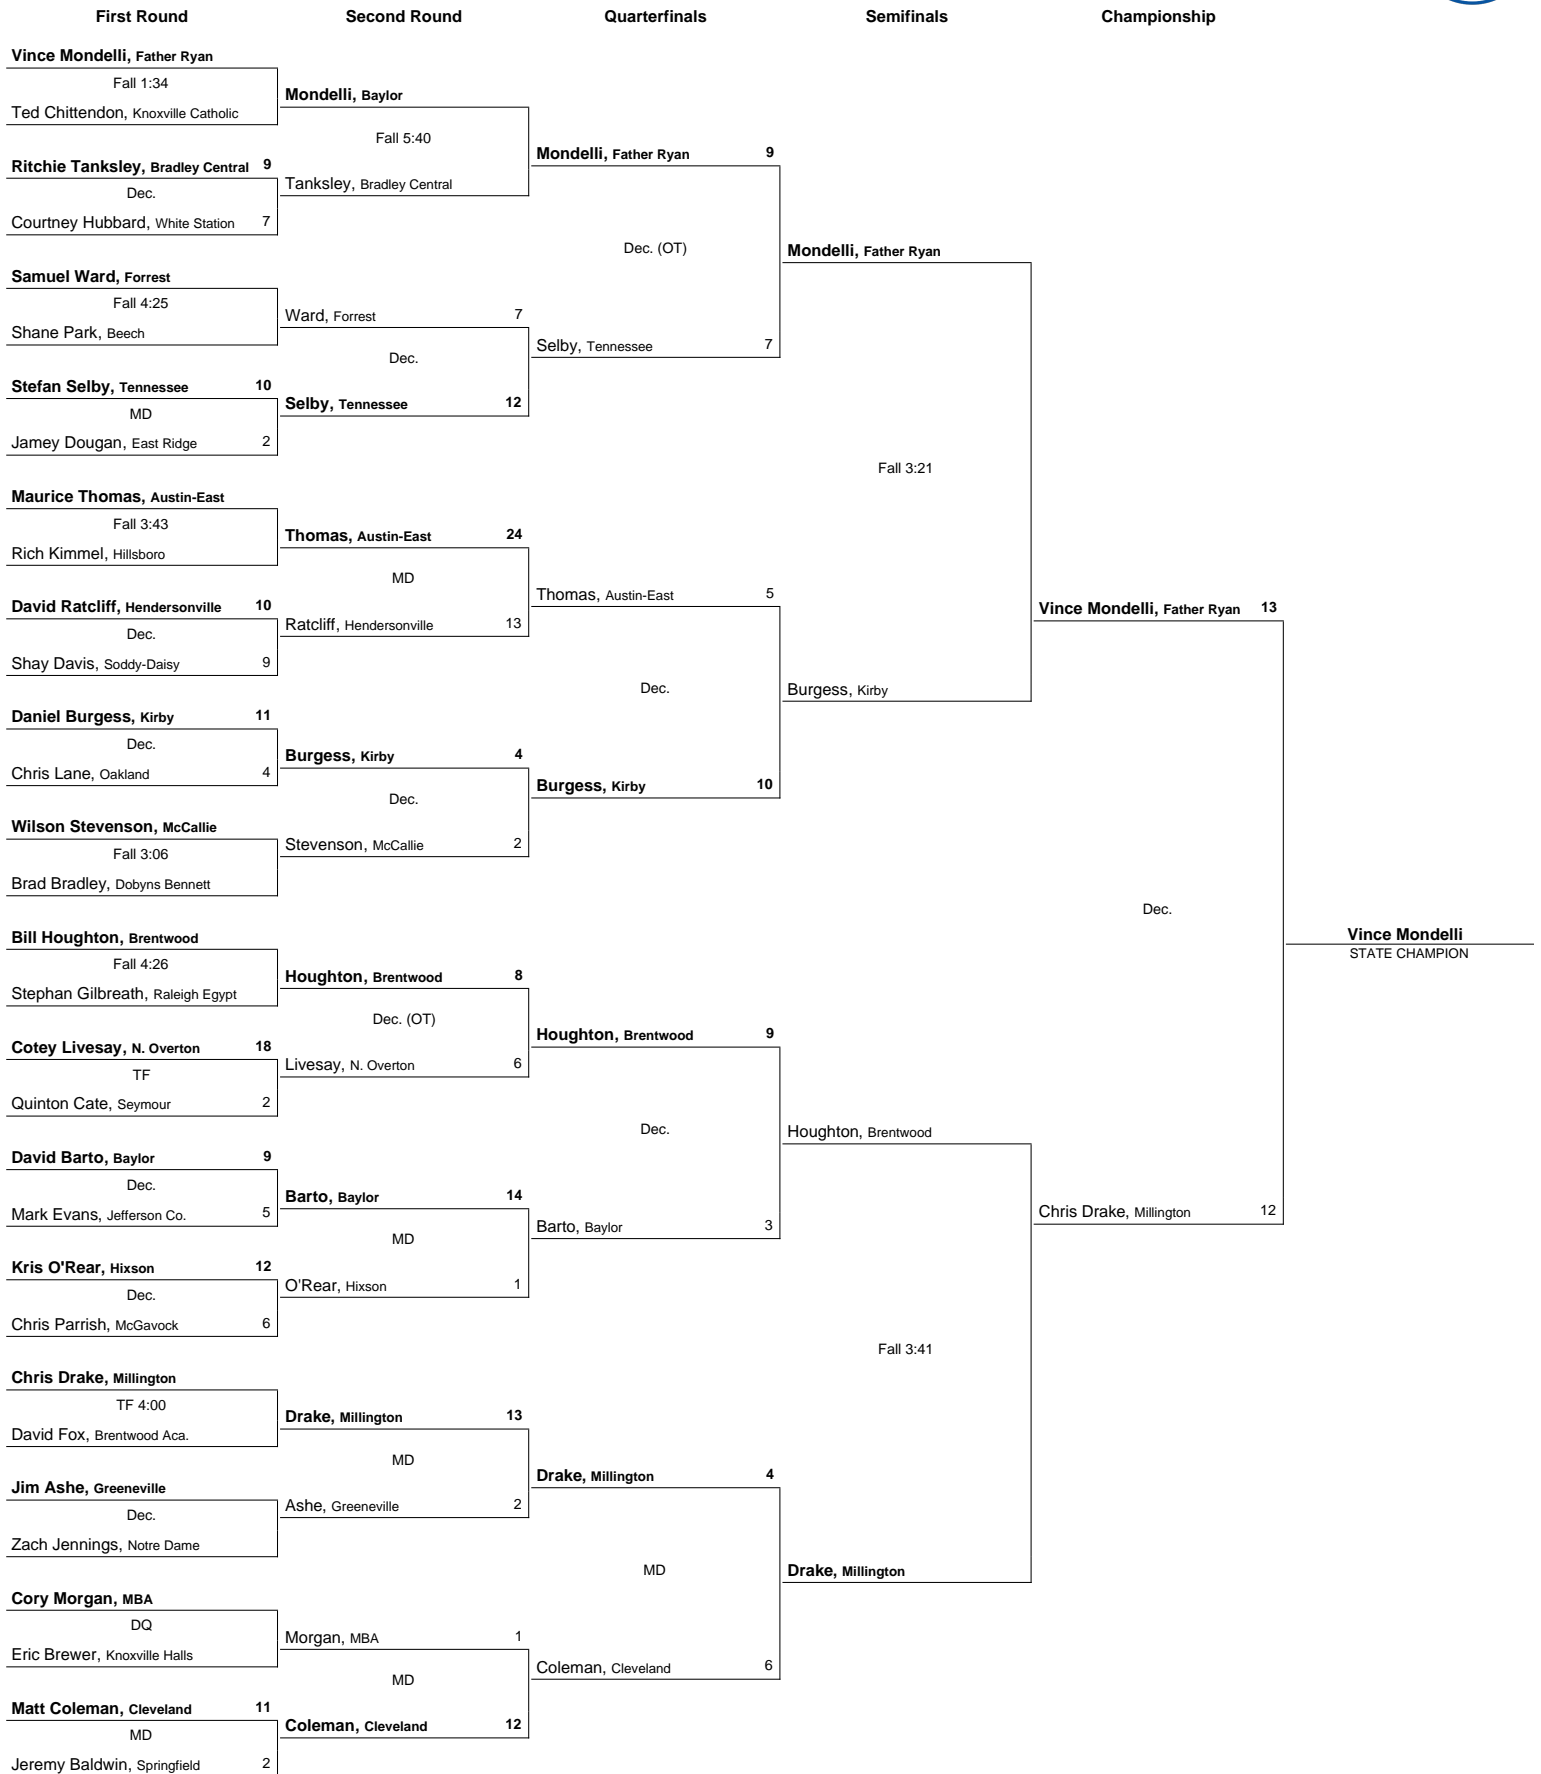 First Round
Second Round
Quarterfinals
Semifinals
Championship
Vince Mondelli, Father Ryan
Fall 1:34
Ted Chittendon, Knoxville Catholic
Ritchie Tanksley, Bradley Central 9
Dec.
Courtney Hubbard, White Station 7
Samuel Ward, Forrest
Fall 4:25
Shane Park, Beech
Stefan Selby, Tennessee 10
MD
Jamey Dougan, East Ridge 2
Maurice Thomas, Austin-East
Fall 3:43
Rich Kimmel, Hillsboro
David Ratcliff, Hendersonville 10
Dec.
Shay Davis, Soddy-Daisy 9
Daniel Burgess, Kirby 11
Dec.
Chris Lane, Oakland 4
Wilson Stevenson, McCallie
Fall 3:06
Brad Bradley, Dobyns Bennett
Bill Houghton, Brentwood
Fall 4:26
Stephan Gilbreath, Raleigh Egypt
Cotey Livesay, N. Overton 18
TF
Quinton Cate, Seymour 2
David Barto, Baylor 9
Dec.
Mark Evans, Jefferson Co. 5
Kris O'Rear, Hixson 12
Dec.
Chris Parrish, McGavock 6
Chris Drake, Millington
TF 4:00
David Fox, Brentwood Aca.
Jim Ashe, Greeneville
Dec.
Zach Jennings, Notre Dame
Cory Morgan, MBA
DQ
Eric Brewer, Knoxville Halls
Matt Coleman, Cleveland 11
MD
Jeremy Baldwin, Springfield 2
Mondelli, Baylor
Fall 5:40
Tanksley, Bradley Central
Ward, Forrest 7
Dec.
Selby, Tennessee 12
Thomas, Austin-East 24
MD
Ratcliff, Hendersonville 13
Burgess, Kirby 4
Dec.
Stevenson, McCallie 2
Houghton, Brentwood 8
Dec. (OT)
Livesay, N. Overton 6
Barto, Baylor 14
MD
O'Rear, Hixson 1
Drake, Millington 13
MD
Ashe, Greeneville 2
Morgan, MBA 1
MD
Coleman, Cleveland 12
Mondelli, Father Ryan 9
Dec. (OT)
Selby, Tennessee 7
Thomas, Austin-East 5
Dec.
Burgess, Kirby 10
Houghton, Brentwood 9
Dec.
Barto, Baylor 3
Drake, Millington 4
MD
Coleman, Cleveland 6
Mondelli, Father Ryan
Fall 3:21
Burgess, Kirby
Houghton, Brentwood
Fall 3:41
Drake, Millington
Vince Mondelli, Father Ryan 13
Dec.
Chris Drake, Millington 12
Vince Mondelli
STATE CHAMPION